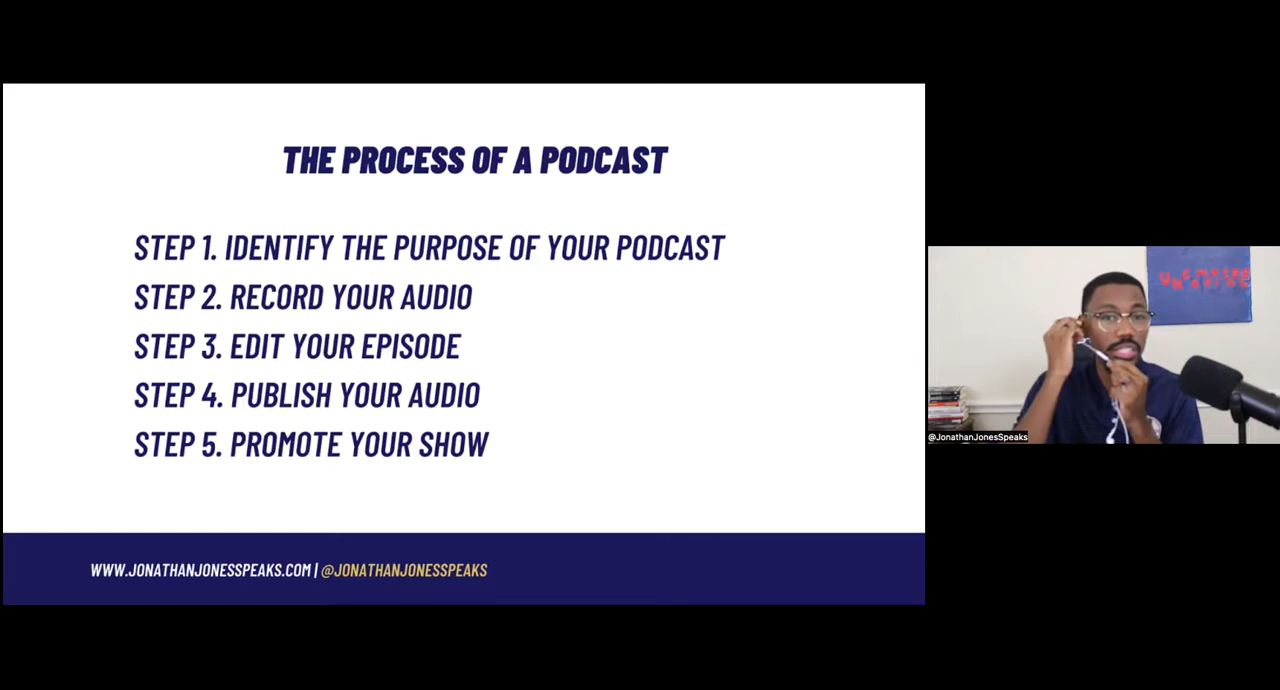 THE PROCESS OF A PODCAST
STEP 1. IDENTIFY THE PURPOSE OF YOUR PODCAST
STEP 2. RECORD YOUR AUDIO
STEP 3. EDIT YOUR EPISODE
STEP 4. PUBLISH YOUR AUDIO
STEP 5. PROMOTE YOUR SHOW
WWW.JONATHANJONESSPEAKS.COM | @JONATHANJONESSPEAKS
@JonathanJonesSpeaks